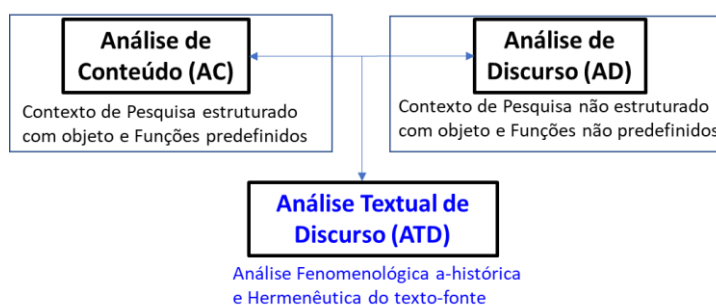 Análise de
Conteúdo (AC)
Contexto de Pesquisa estruturado
com objeto e Funções predefinidos
Análise de
Discurso (AD)
Contexto de Pesquisa não estruturado
com objeto e Funções não predefinidos
Análise Textual de
Discurso (ATD)
Análise Fenomenológica a-histórica
e Hermenêutica do texto-fonte